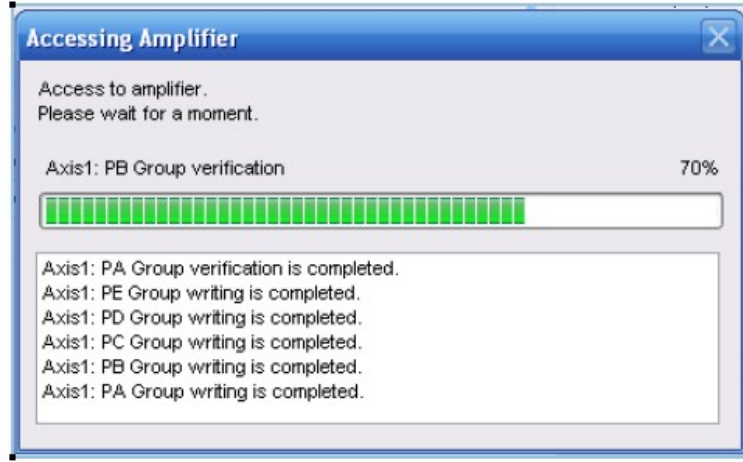 Accessing Amplifier
Access to amplifier.
Please wait for a moment.
Axis1: PB Group verification 70%
Axis1: PA Group verification is completed.
Axis1: PE Group writing is completed.
Axis1: PD Group writing is completed.
Axis1: PC Group writing is completed.
Axis1: PB Group writing is completed.
Axis1: PA Group writing is completed.